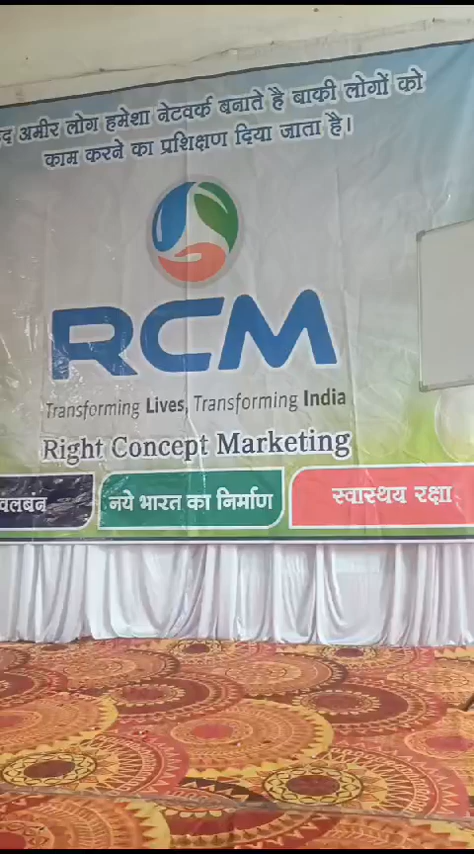 अमीर लोग हमेशा नेटवर्क बनाते है बाकी लोगों को
काम करने का प्रशिक्षण दिया जाता है।
RCM
Transforming Lives, Transforming India
Right Concept Marketing
नये भारत का निर्माण
स्वास्थय रक्षा